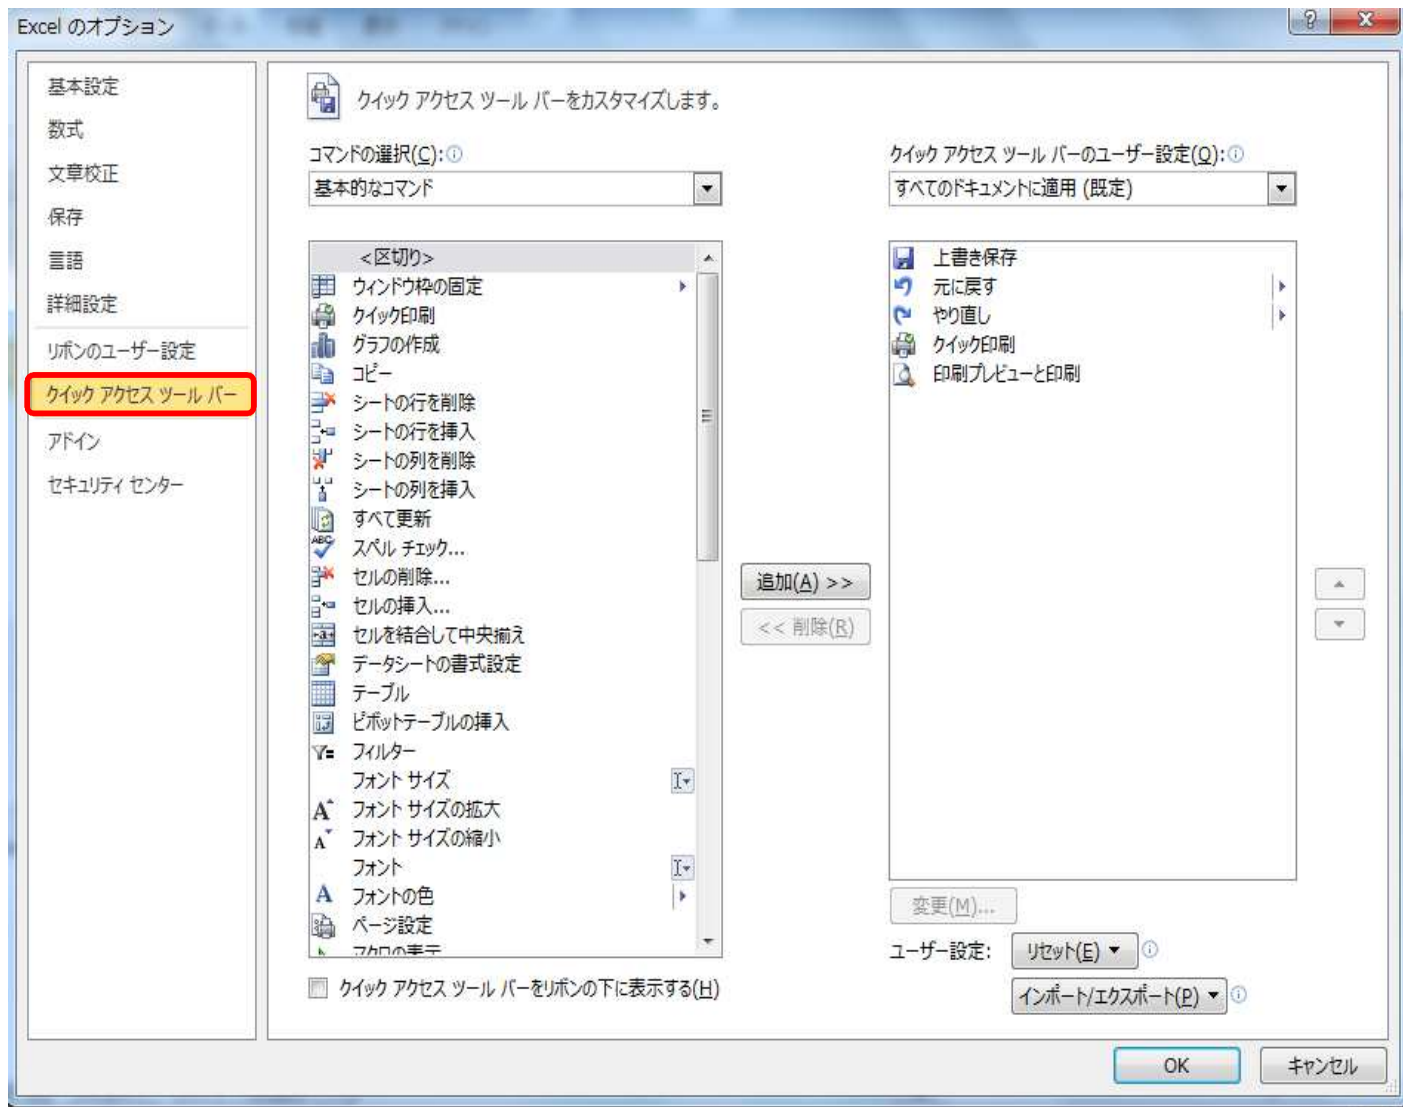 Excel のオプション
基本設定
数式
文章校正
保存
言語
詳細設定
リボンのユーザー設定
クイック アクセス ツール バー
アドイン
セキュリティ センター
クイック アクセス ツール バーをカスタマイズします。
コマンドの選択(C):
基本的なコマンド
<区切り>
ウィンドウ枠の固定
クイック印刷
グラフの作成
コピー
シートの行を削除
シートの行を挿入
シートの列を削除
シートの列を挿入
すべて更新
スペル チェック...
セルの削除...
セルの挿入...
セルを結合して中央揃え
データシートの書式設定
テーブル
ピボットテーブルの挿入
フィルター
フォント サイズ
フォント サイズの拡大
フォント サイズの縮小
フォント
フォントの色
ページ設定
マクロの表示
クイック アクセス ツール バーをリボンの下に表示する(H)
追加(A) >>
<< 削除(R)
クイック アクセス ツール バーのユーザー設定(Q):
すべてのドキュメントに適用 (既定)
上書き保存
元に戻す
やり直し
クイック印刷
印刷プレビューと印刷
変更(M)...
ユーザー設定:
リセット(E)
インポート/エクスポート(P)
OK
キャンセル